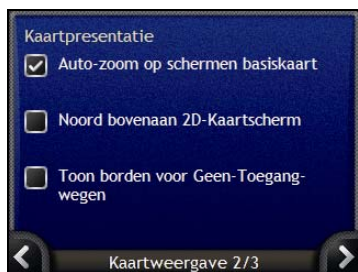 Kaartpresentatie
Auto-zoom op schermen basiskaart
Noord bovenaan 2D-Kaartscherm
Toon borden voor Geen-Toegang-
wegen
Kaartweergave 2/3